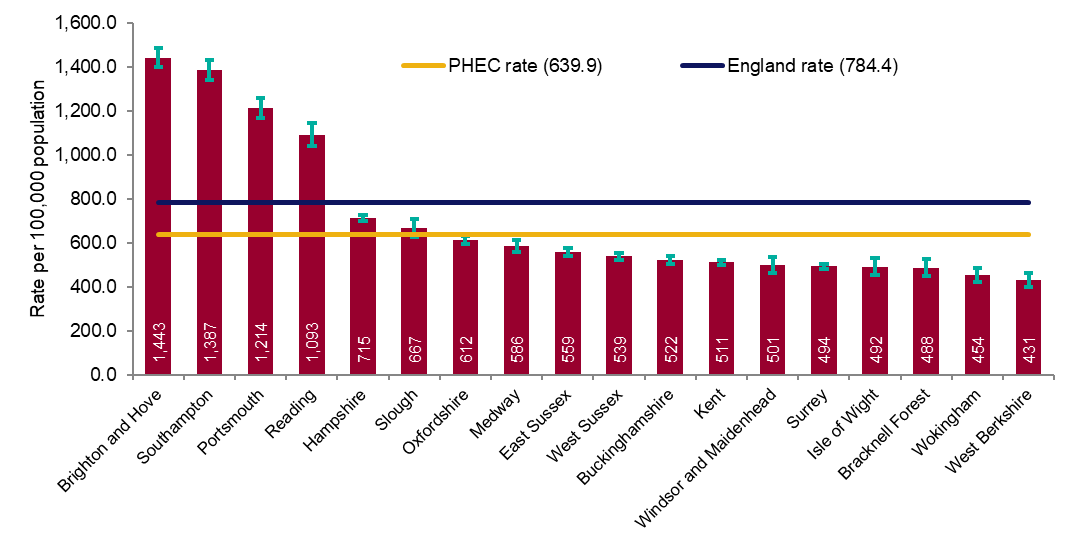 1,600.0
1,400.0
1,200.0
1,000.0
800.0
600.0
400.0
200.0
0.0
Rate per 100,000 population
PHEC rate (639.9)
England rate (784.4)
1,443
1,387
1,214
1,093
715
667
612
586
559
539
522
511
501
494
492
488
454
431
Brighton and Hove
Southampton
Portsmouth
Reading
Hampshire
Slough
Oxfordshire
Medway
East Sussex
West Sussex
Buckinghamshire
Kent
Windsor and Maidenhead
Surrey
Isle of Wight
Bracknell Forest
Wokingham
West Berkshire